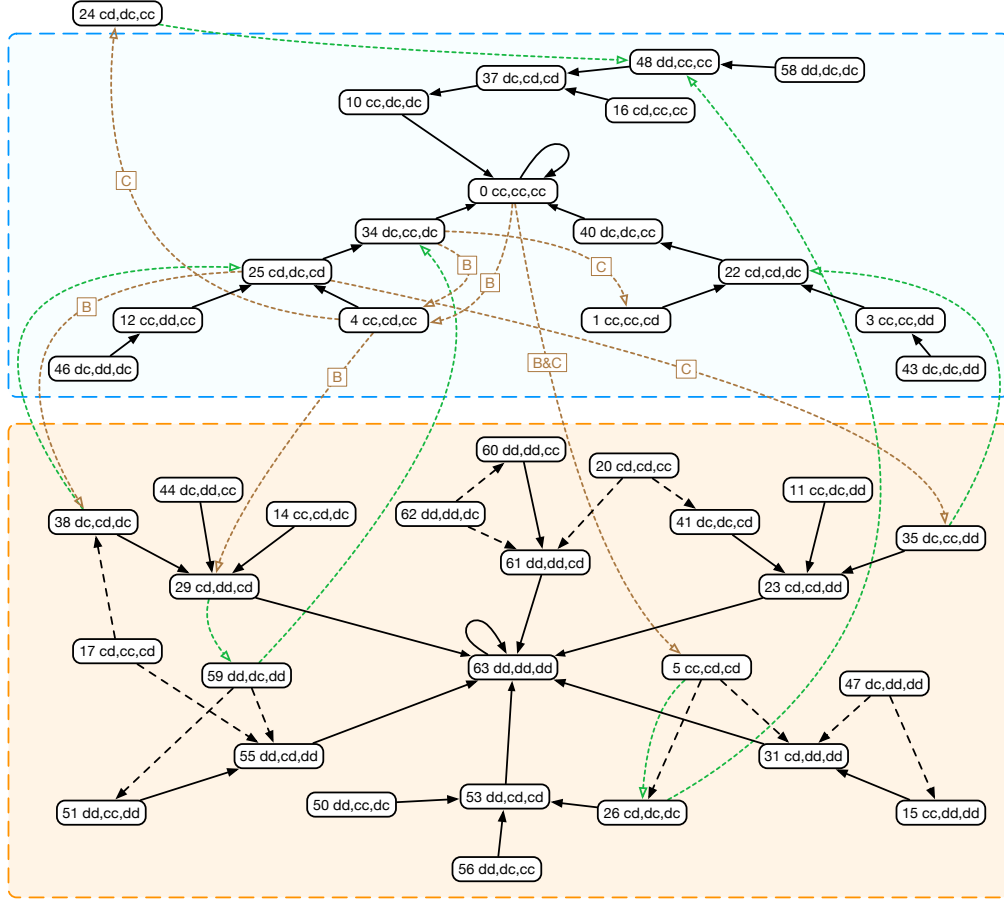 24 cd,dc,cc
48 dd,cc,cc
58 dd,dc,dc
37 dc,cd,cd
10 cc,dc,dc
16 cd,cc,cc
C
0 cc,cc,cc
34 dc,cc,dc
40 dc,dc,cc
B
C
25 cd,dc,cd
B
22 cd,cd,dc
B
12 cc,dd,cc
4 cc,cd,cc
1 cc,cc,cd
3 cc,cc,dd
46 dc,dd,dc
B
B&C
C
43 dc,dc,dd
60 dd,dd,cc
20 cd,cd,cc
44 dc,dd,cc
11 cc,dc,dd
38 dc,cd,dc
14 cc,cd,dc
62 dd,dd,dc
41 dc,dc,cd
35 dc,cc,dd
61 dd,dd,cd
29 cd,dd,cd
23 cd,cd,dd
17 cd,cc,cd
63 dd,dd,dd
5 cc,cd,cd
59 dd,dc,dd
47 dc,dd,dd
55 dd,cd,dd
31 cd,dd,dd
51 dd,cc,dd
50 dd,cc,dc
53 dd,cd,cd
26 cd,dc,dc
15 cc,dd,dd
56 dd,dc,cc